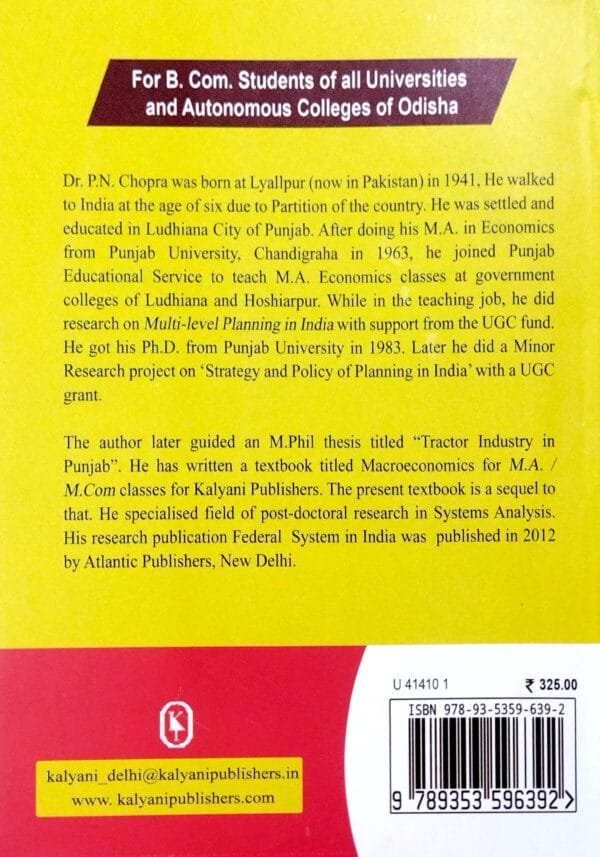 For B. Com. Students of all Universities
and Autonomous Colleges of Odisha
Dr. P.N. Chopra was born at Lyallpur (now in Pakistan) in 1941, He walked
to India at the age of six due to Partition of the country. He was settled and
educated in Ludhiana City of Punjab. After doing his M.A. in Economics
from Punjab University, Chandigraha in 1963, he joined Punjab
Educational Service to teach M.A. Economics classes at government
colleges of Ludhiana and Hoshiarpur. While in the teaching job, he did
research on Multi-level Planning in India with support from the UGC fund.
He got his Ph.D. from Punjab University in 1983. Later he did a Minor
Research project on ‘Strategy and Policy of Planning in India’ with a UGC
grant.
The author later guided an M.Phil thesis titled “Tractor Industry in
Punjab”. He has written a textbook titled Macroeconomics for M.A. /
M.Com classes for Kalyani Publishers. The present textbook is a sequel to
that. He specialised field of post-doctoral research in Systems Analysis.
His research publication Federal System in India was published in 2012
by Atlantic Publishers, New Delhi.
U 41410 1 ₹ 325.00
ISBN 978-93-5359-639-2
9 789353 596392 >
K
kalyani_delhi@kalyanipublishers.in
www. kalyanipublishers.com